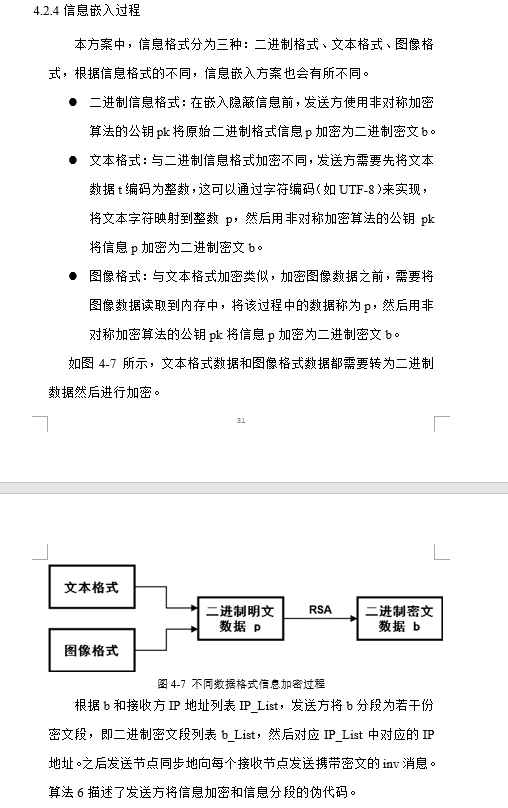 4.2.4 信息嵌入过程
本方案中，信息格式分为三种：二进制格式、文本格式、图像格
式，根据信息格式的不同，信息嵌入方案也会有所不同。
● 二进制信息格式：在嵌入隐蔽信息前，发送方使用非对称加密
算法的公钥 pk 将原始二进制格式信息 p 加密为二进制密文 b。
● 文本格式：与二进制信息格式加密不同，发送方需要先将文本
数据 t 编码为整数，这可以通过字符编码（如 UTF-8）来实现，
将文本字符映射到整数 p，然后用非对称加密算法的公钥 pk
将信息 p 加密为二进制密文 b。
● 图像格式：与文本格式加密类似，加密图像数据之前，需要将
图像数据读取到内存中，将该过程中的数据称为 p，然后用非
对称加密算法的公钥 pk 将信息 p 加密为二进制密文 b。
如图 4-7 所示，文本格式数据和图像格式数据都需要转为二进制
数据然后进行加密。
31
文本格式
图像格式
二进制明文
数据 p
RSA
二进制密文
数据 b
图 4-7 不同数据格式信息加密过程
根据 b 和接收方 IP 地址列表 IP_List，发送方将 b 分段为若干份
密文段，即二进制密文段列表 b_List，然后对应 IP_List 中对应的 IP
地址。之后发送节点同步地向每个接收节点发送携带密文的 inv 消息。
算法 6 描述了发送方将信息加密和信息分段的伪代码。